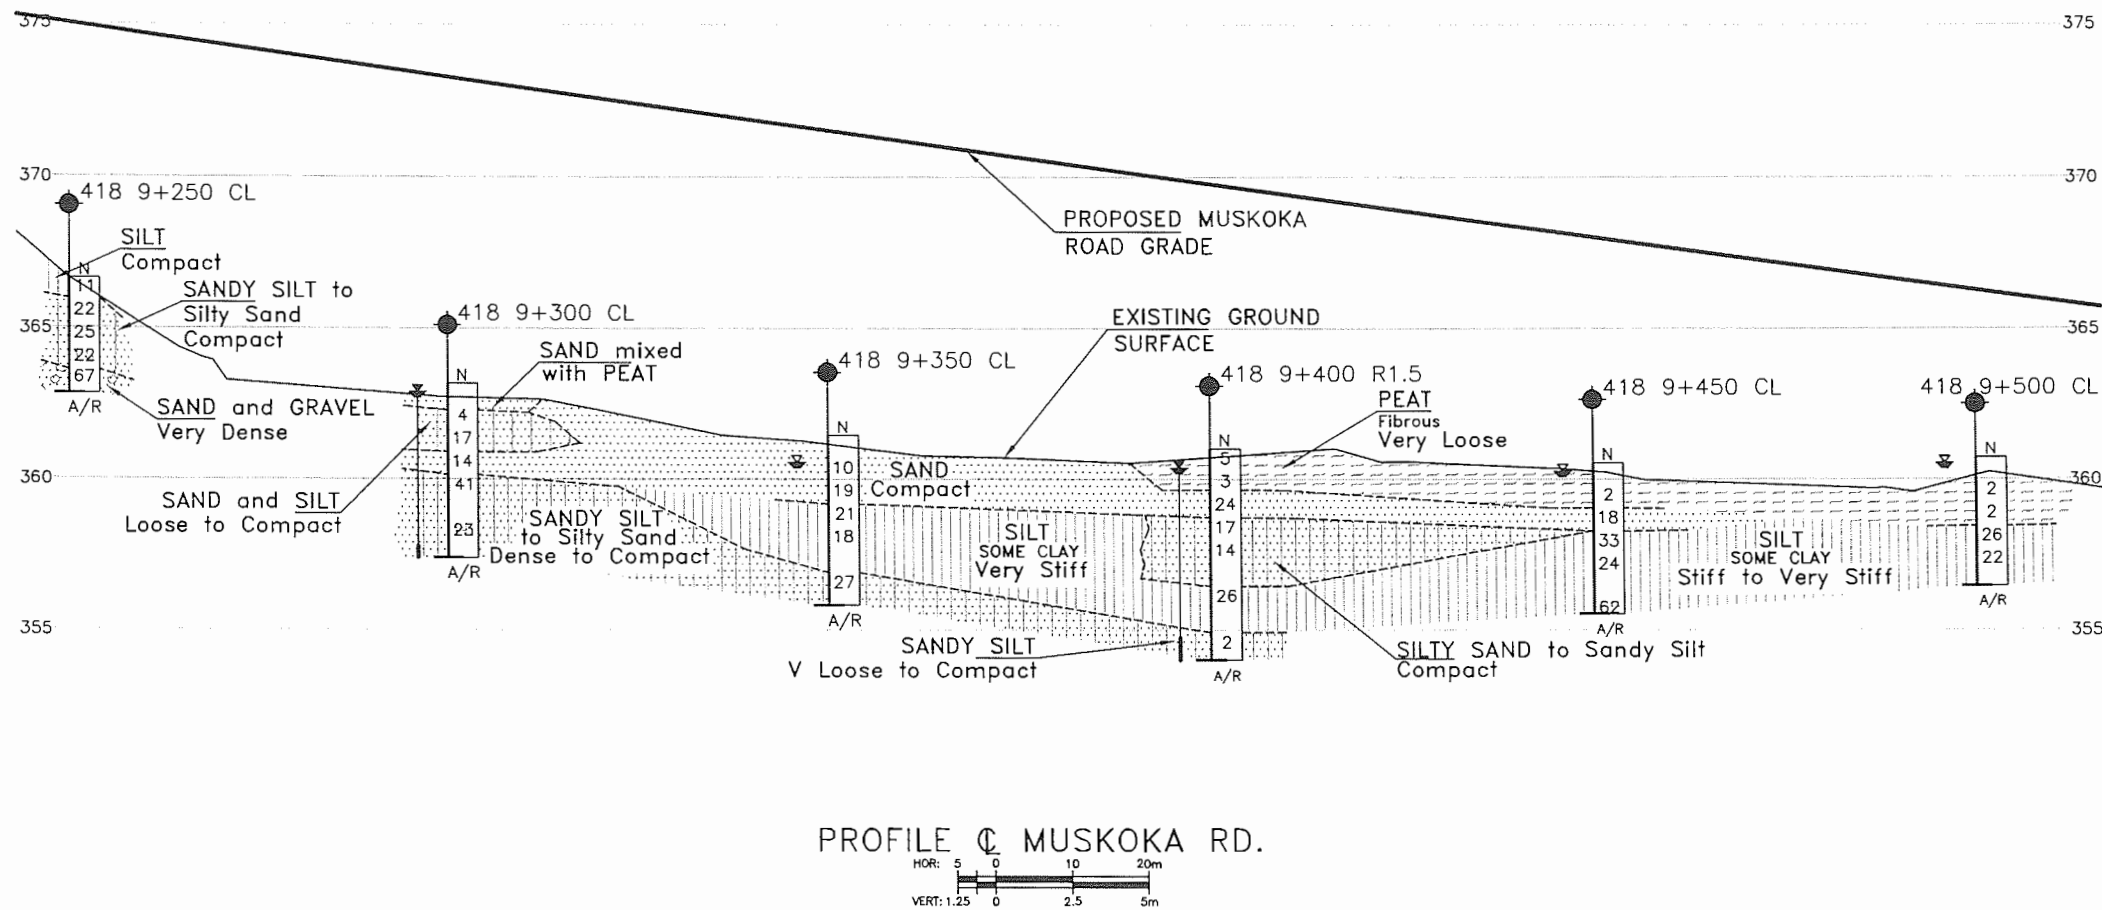 375
375
370
370
418 9+250 CL
PROPOSED MUSKOKA
ROAD GRADE
SILT
Compact
N
11
22
25
22
67
A/R
SANDY SILT to
Silty Sand
Compact
SAND and GRAVEL
Very Dense
365
365
418 9+300 CL
N
4
17
14
41
23
A/R
SAND mixed
with PEAT
SAND and SILT
Loose to Compact
EXISTING GROUND
SURFACE
418 9+350 CL
N
10
19
21
18
27
A/R
SAND
Compact
SANDY SILT
to Silty Sand
Dense to Compact
SILT
SOME CLAY
Very Stiff
418 9+400 R1.5
N
5
3
24
17
14
26
2
A/R
PEAT
Fibrous
Very Loose
418 9+450 CL
N
2
18
33
24
62
A/R
SILT
SOME CLAY
Stiff to Very Stiff
418 9+500 CL
N
2
2
26
22
A/R
360
360
355
355
SANDY SILT
V Loose to Compact
SILTY SAND to Sandy Silt
Compact
PROFILE ℄ MUSKOKA RD.
HOR: 5 0 10 20m
VERT: 1.25 0 2.5 5m